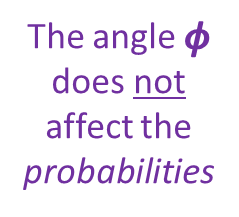 The angle ϕ
does not
affect the
probabilities